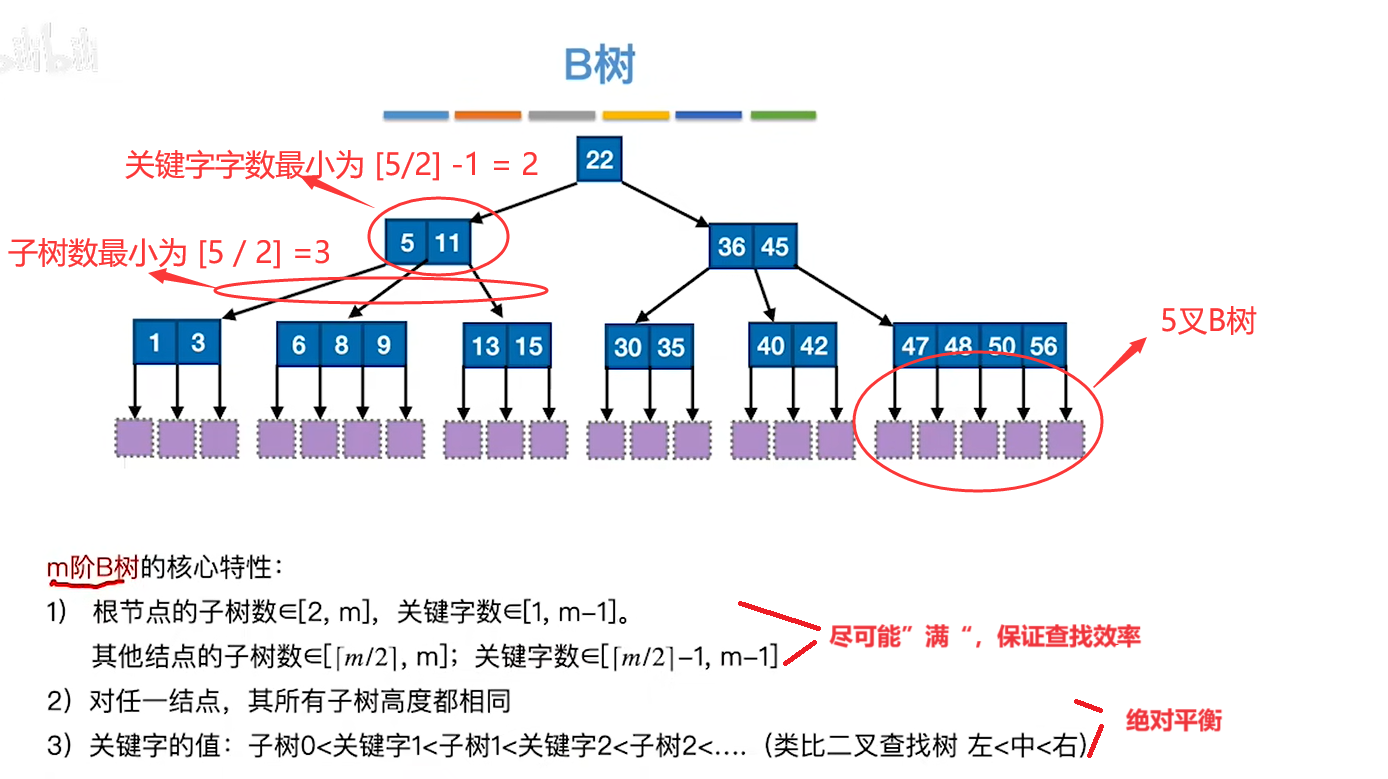 B树
22
关键字字数最小为 [5/2] -1 = 2
5 11
36 45
子树数最小为 [5 / 2] =3
5叉B树
1 3
6 8 9
13 15
30 35
40 42
47 48 50 56
m阶B树的核心特性：
1） 根节点的子树数∈[2, m]，关键字数∈[1, m−1]。
其他结点的子树数∈[⌈m/2⌉, m]；关键字数∈[⌈m/2⌉−1, m−1]
尽可能”满“，保证查找效率
2）对任一结点，其所有子树高度都相同
绝对平衡
3）关键字的值：子树0<关键字1<子树1<关键字2<子树2<....（类比二叉查找树 左<中<右）